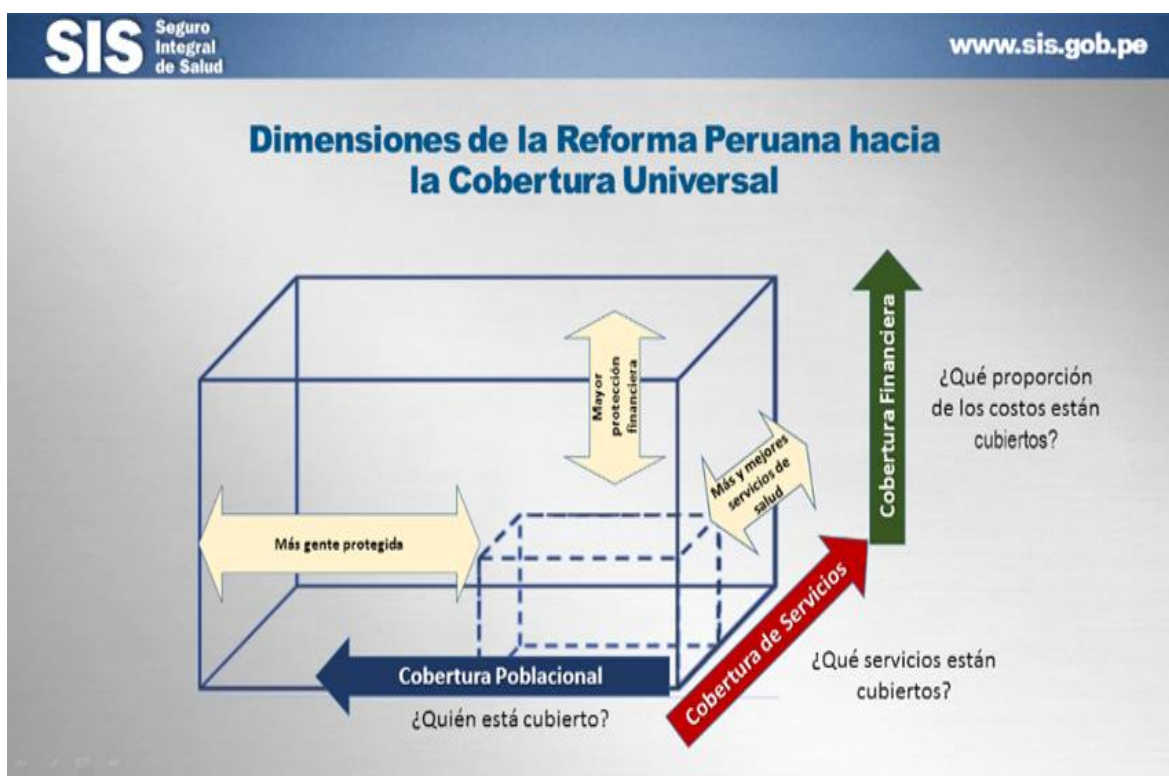 SIS Seguro
Integral
de Salud
www.sis.gob.pe
Dimensiones de la Reforma Peruana hacia
la Cobertura Universal
Mayor
protección
financiera
Cobertura Financiera
¿Qué proporción
de los costos están
cubiertos?
Más y mejores
servicios de
salud
Más gente protegida
Cobertura de Servicios
¿Qué servicios están
cubiertos?
Cobertura Poblacional
¿Quién está cubierto?